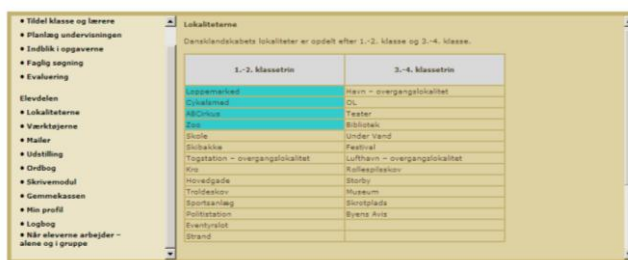 • Tildel klasse og lærere
• Planlæg undervisningen
• Indblik i opgaverne
• Faglig søgning
• Evaluering
Elevdelen
• Lokaliteterne
• Værktøjerne
• Mailer
• Udstilling
• Ordbog
• Skrivemodul
• Gemmekassen
• Min profil
• Logbog
• Når eleverne arbejder –
alene og i gruppe
Lokaliteterne
Dansklandskabets lokaliteter er opdelt efter 1.-2. klasse og 3.-4. klasse.
1.-2. klassetrin 3.-4. klassetrin
Loppemarked Havn – overgangslokalitet
Cykelsmed OL
ABCirkus Teater
Zoo Bibliotek
Skole Under Vand
Skibakke Festival
Togstation – overgangslokalitet Lufthavn – overgangslokalitet
Kro Rollespilsskov
Hovedgade Storby
Troldeskov Museum
Sportsanlæg Skrotplads
Politistation Byens Avis
Eventyrslot
Strand